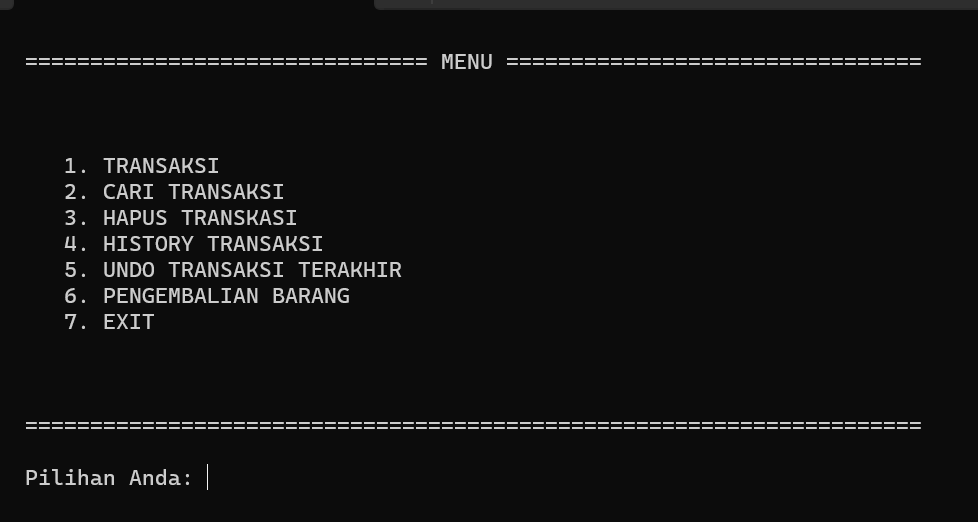 =============================== MENU ================================
1. TRANSAKSI
2. CARI TRANSAKSI
3. HAPUS TRANSKASI
4. HISTORY TRANSAKSI
5. UNDO TRANSAKSI TERAKHIR
6. PENGEMBALIAN BARANG
7. EXIT
=====================================================================
Pilihan Anda: